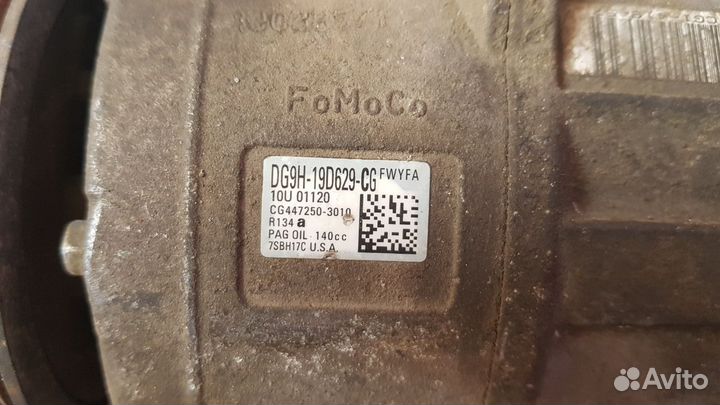 FoMoCo
DG9H-19D629-CG FWYFA
10U 01120
CG447250-3010
R134a
PAG OIL 140cc
7SBH17C U.S.A.
Avito